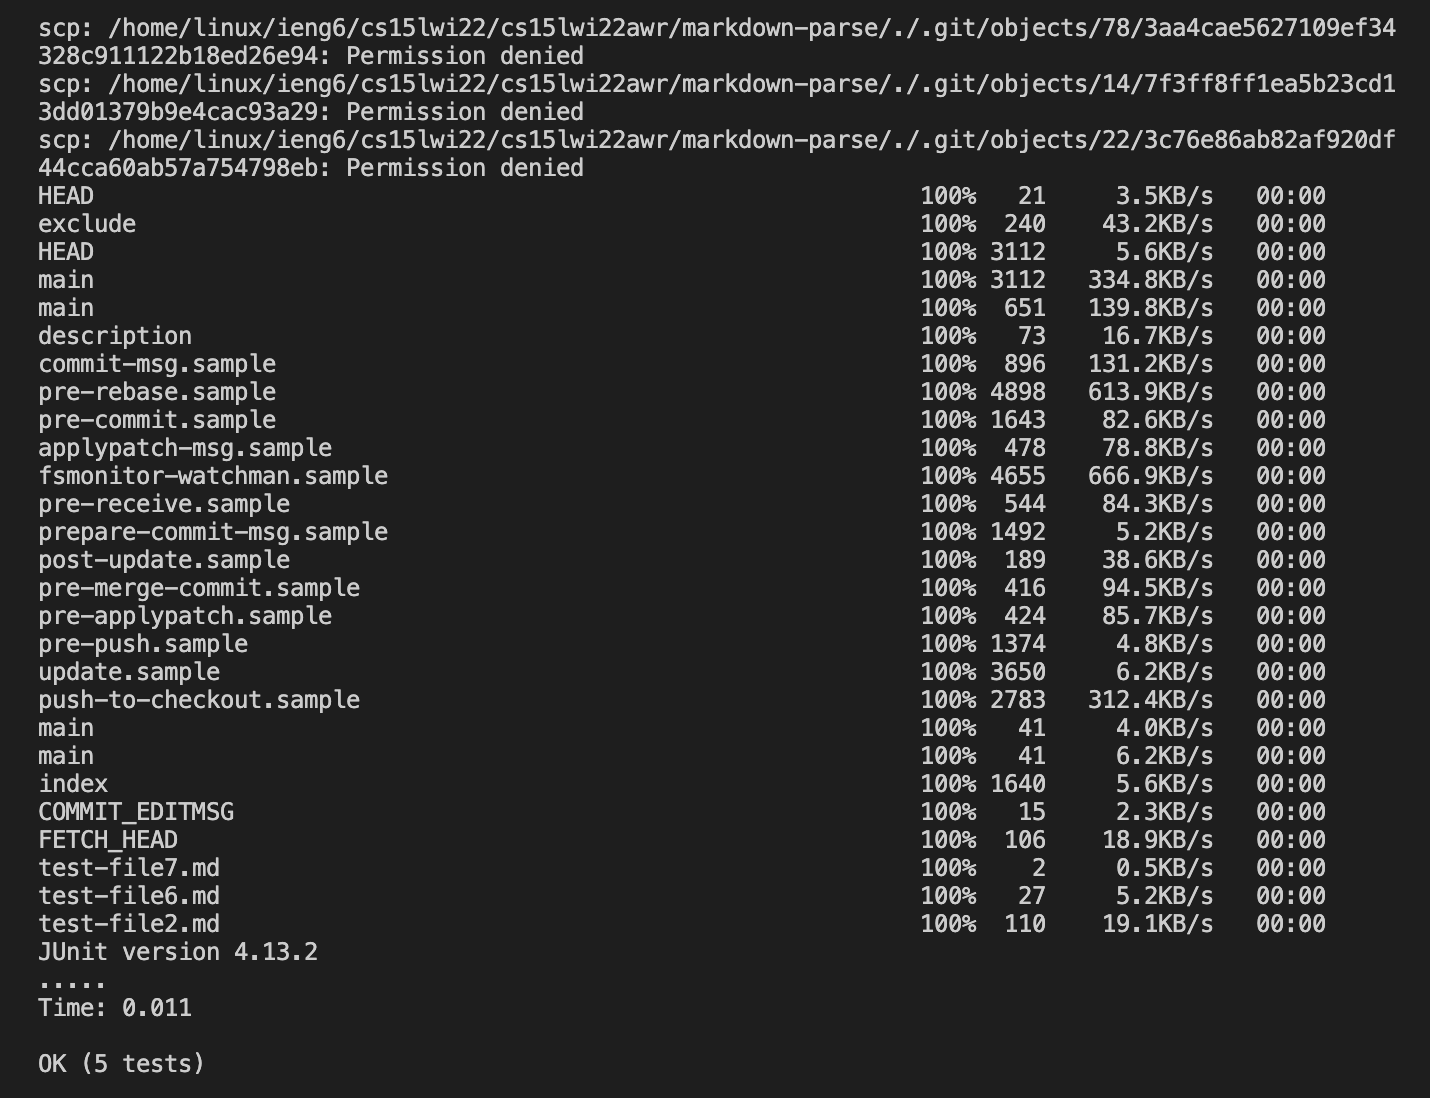 scp: /home/linux/ieng6/cs15lwi22/cs15lwi22awr/markdown-parse/./.git/objects/78/3aa4cae5627109ef34
328c911122b18ed26e94: Permission denied
scp: /home/linux/ieng6/cs15lwi22/cs15lwi22awr/markdown-parse/./.git/objects/14/7f3ff8ff1ea5b23cd1
3dd01379b9e4cac93a29: Permission denied
scp: /home/linux/ieng6/cs15lwi22/cs15lwi22awr/markdown-parse/./.git/objects/22/3c76e86ab82af920df
44cca60ab57a754798eb: Permission denied
HEAD 100% 21 3.5KB/s 00:00
exclude 100% 240 43.2KB/s 00:00
HEAD 100% 3112 5.6KB/s 00:00
main 100% 3112 334.8KB/s 00:00
main 100% 651 139.8KB/s 00:00
description 100% 73 16.7KB/s 00:00
commit-msg.sample 100% 896 131.2KB/s 00:00
pre-rebase.sample 100% 4898 613.9KB/s 00:00
pre-commit.sample 100% 1643 82.6KB/s 00:00
applypatch-msg.sample 100% 478 78.8KB/s 00:00
fsmonitor-watchman.sample 100% 4655 666.9KB/s 00:00
pre-receive.sample 100% 544 84.3KB/s 00:00
prepare-commit-msg.sample 100% 1492 5.2KB/s 00:00
post-update.sample 100% 189 38.6KB/s 00:00
pre-merge-commit.sample 100% 416 94.5KB/s 00:00
pre-applypatch.sample 100% 424 85.7KB/s 00:00
pre-push.sample 100% 1374 4.8KB/s 00:00
update.sample 100% 3650 6.2KB/s 00:00
push-to-checkout.sample 100% 2783 312.4KB/s 00:00
main 100% 41 4.0KB/s 00:00
main 100% 41 6.2KB/s 00:00
index 100% 1640 5.6KB/s 00:00
COMMIT_EDITMSG 100% 15 2.3KB/s 00:00
FETCH_HEAD 100% 106 18.9KB/s 00:00
test-file7.md 100% 2 0.5KB/s 00:00
test-file6.md 100% 27 5.2KB/s 00:00
test-file2.md 100% 110 19.1KB/s 00:00
JUnit version 4.13.2
.....
Time: 0.011
OK (5 tests)